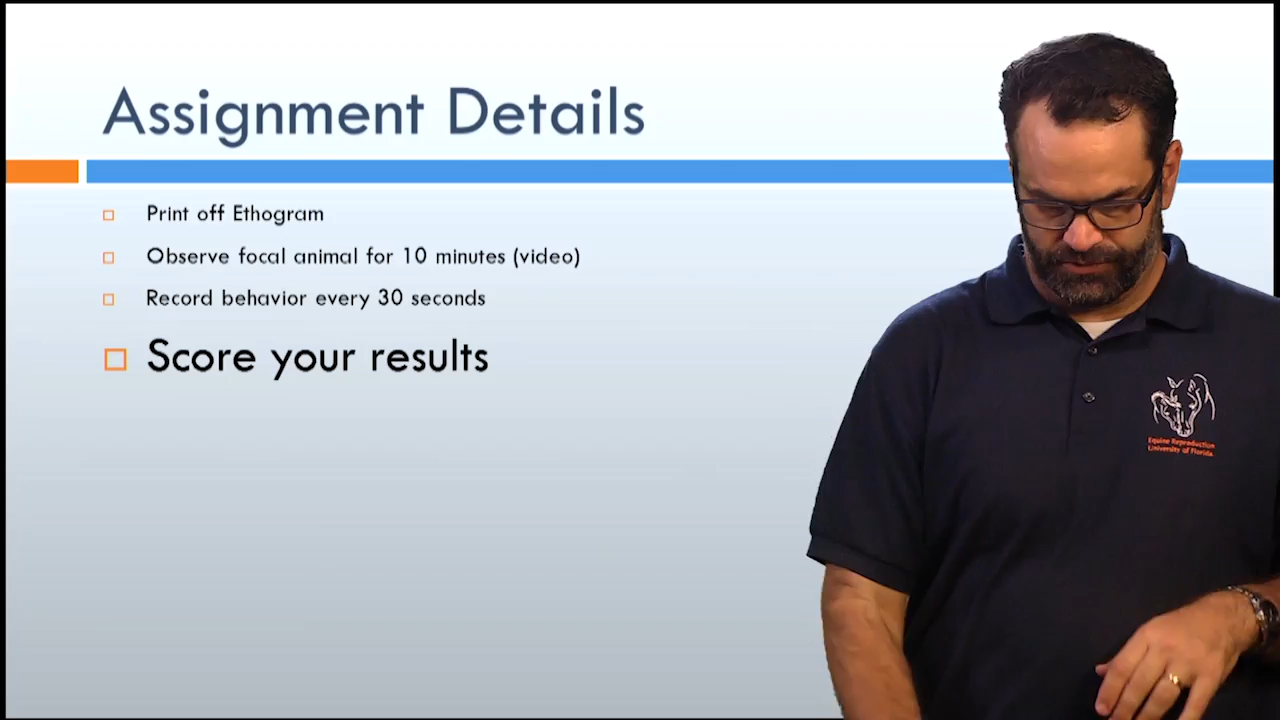 Assignment Details
Print off Ethogram
Observe focal animal for 10 minutes (video)
Record behavior every 30 seconds
Score your results
Equine Reproduction
University of Florida